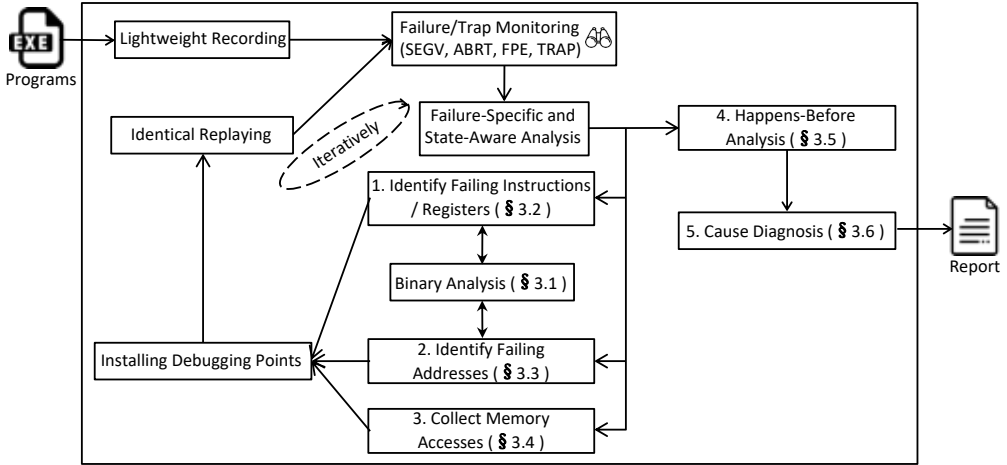 EXE
Programs
Lightweight Recording
Failure/Trap Monitoring
(SEGV, ABRT, FPE, TRAP)
Identical Replaying
Iteratively
Failure-Specific and
State-Aware Analysis
4. Happens-Before
Analysis ( § 3.5 )
1. Identify Failing Instructions
/ Registers ( § 3.2 )
5. Cause Diagnosis ( § 3.6 )
Report
Binary Analysis ( § 3.1 )
Installing Debugging Points
2. Identify Failing
Addresses ( § 3.3 )
3. Collect Memory
Accesses ( § 3.4 )